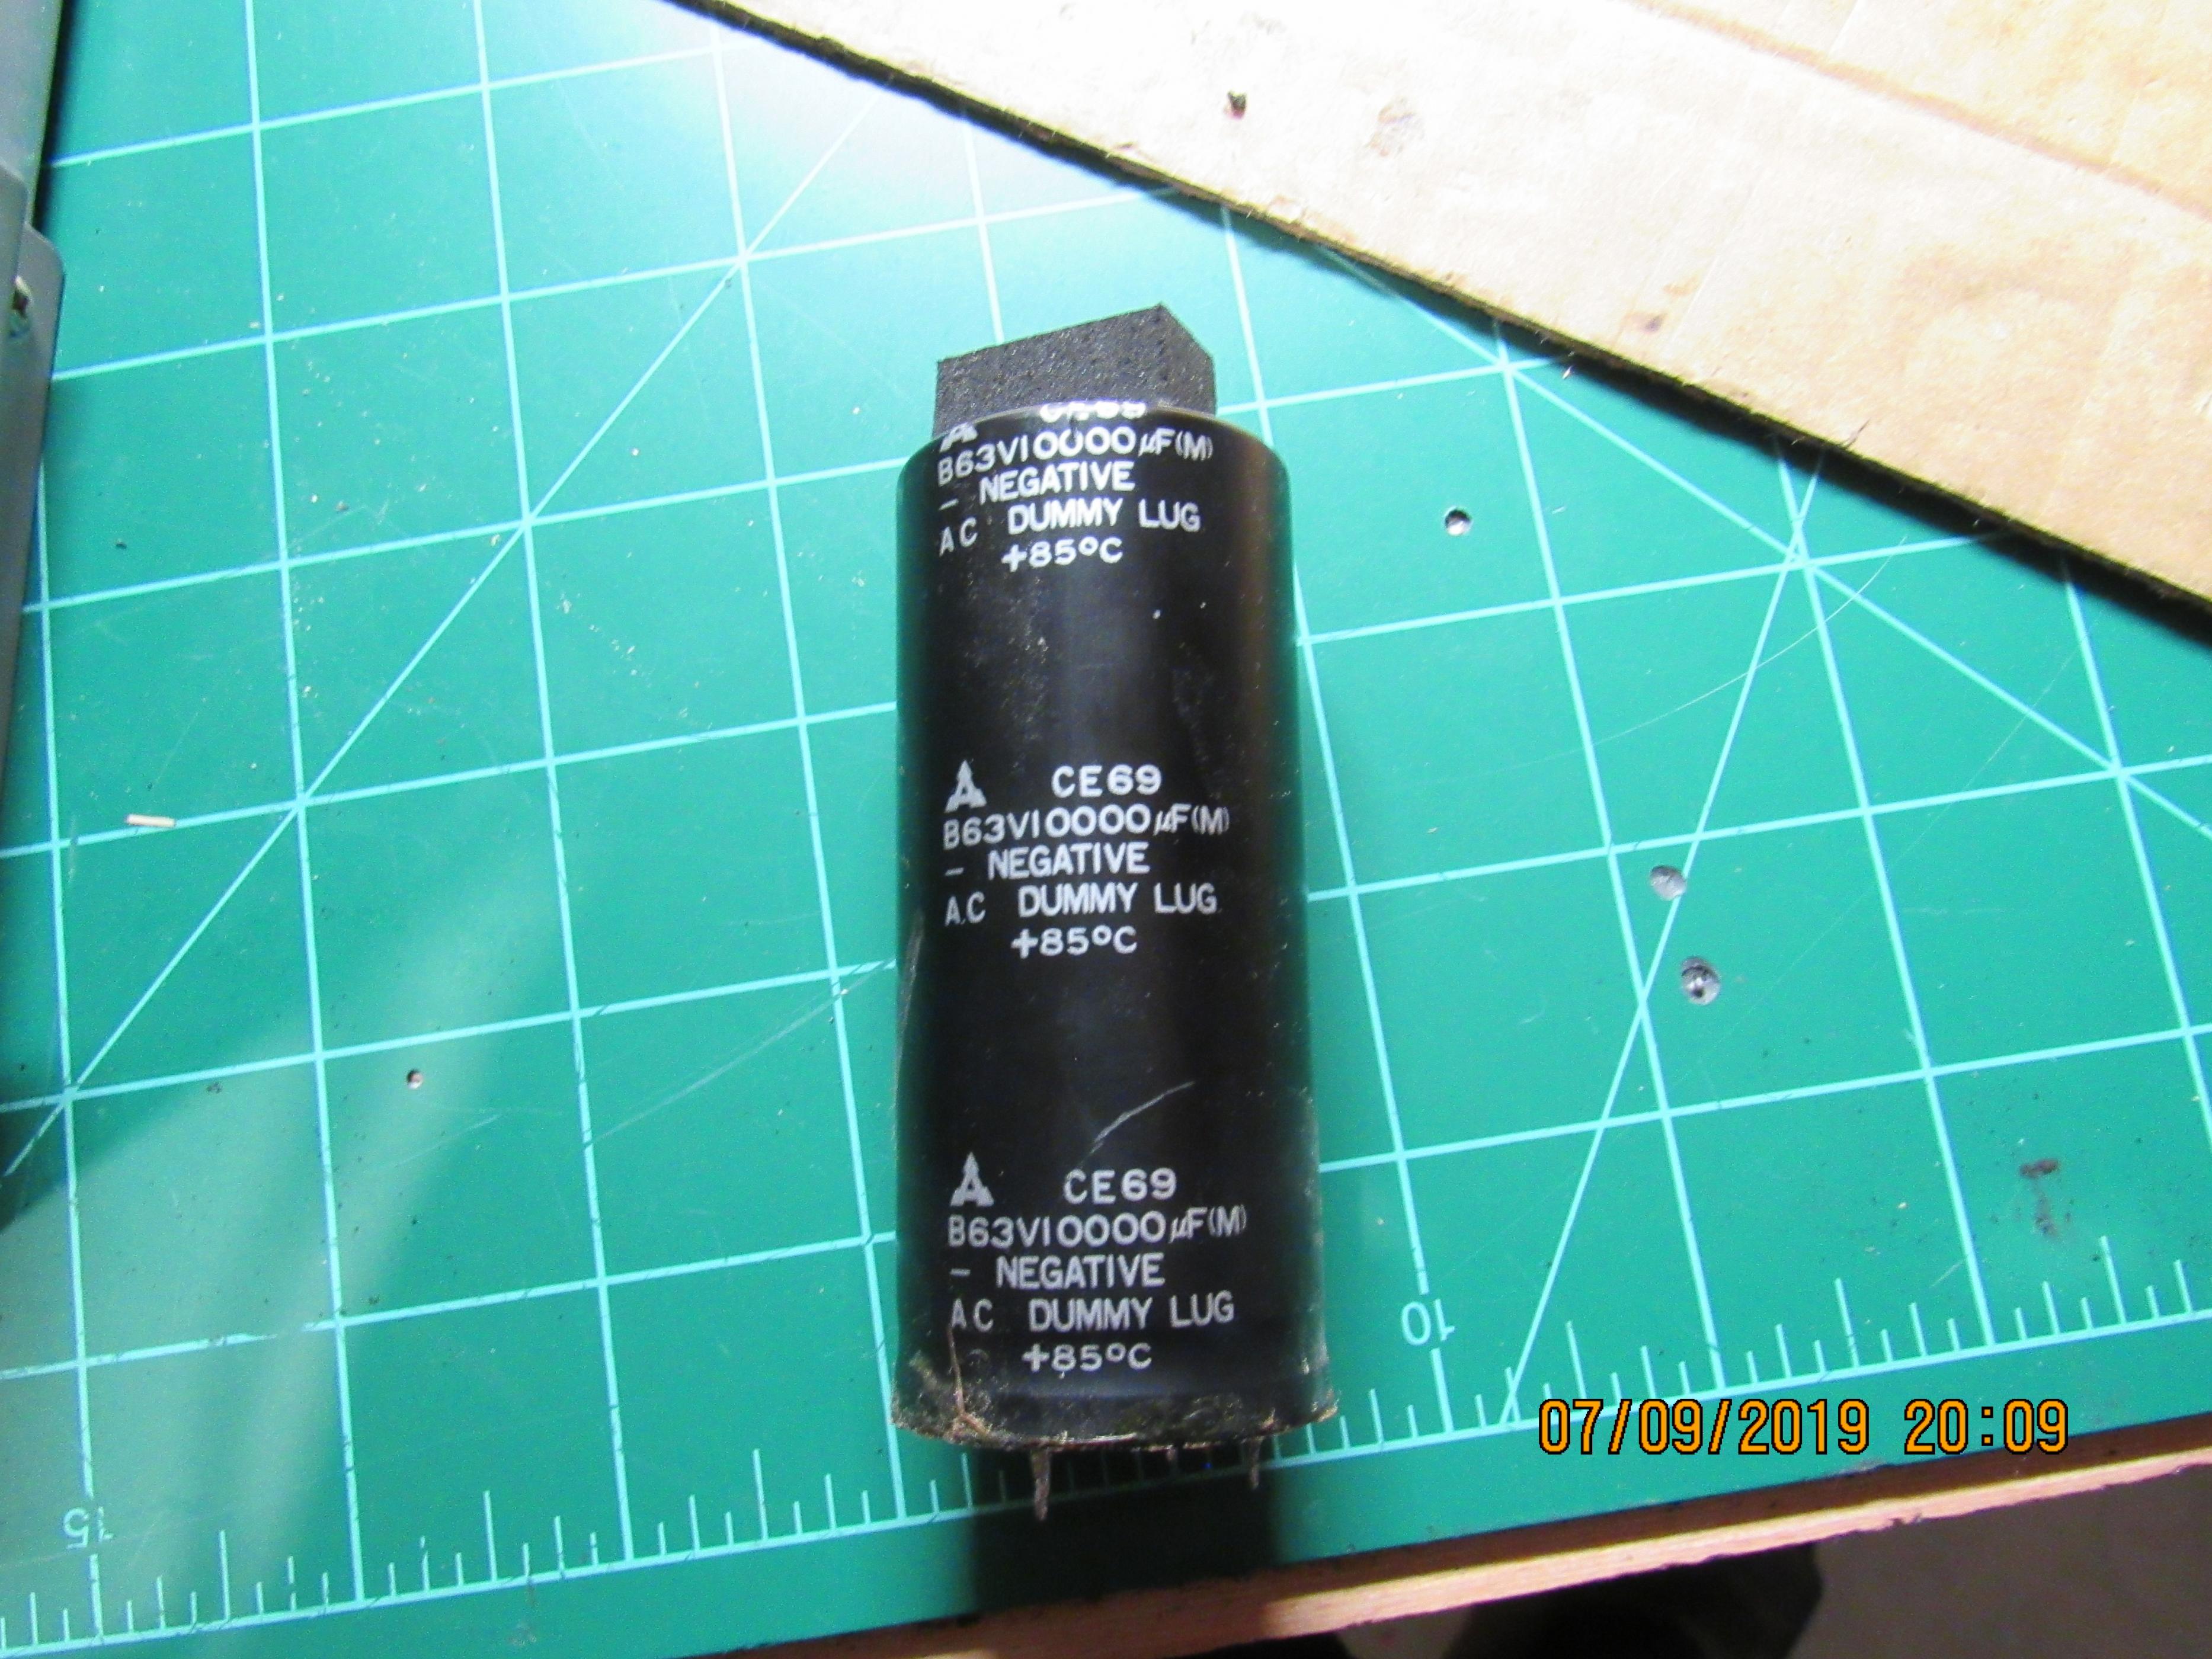 B63V10000µF(M)
– NEGATIVE
AC DUMMY LUG
+85°C
CE69
B63V10000µF(M)
– NEGATIVE
A.C DUMMY LUG
+85°C
CE69
B63V10000µF(M)
– NEGATIVE
AC DUMMY LUG
+85°C
10
15
07/09/2019 20:09